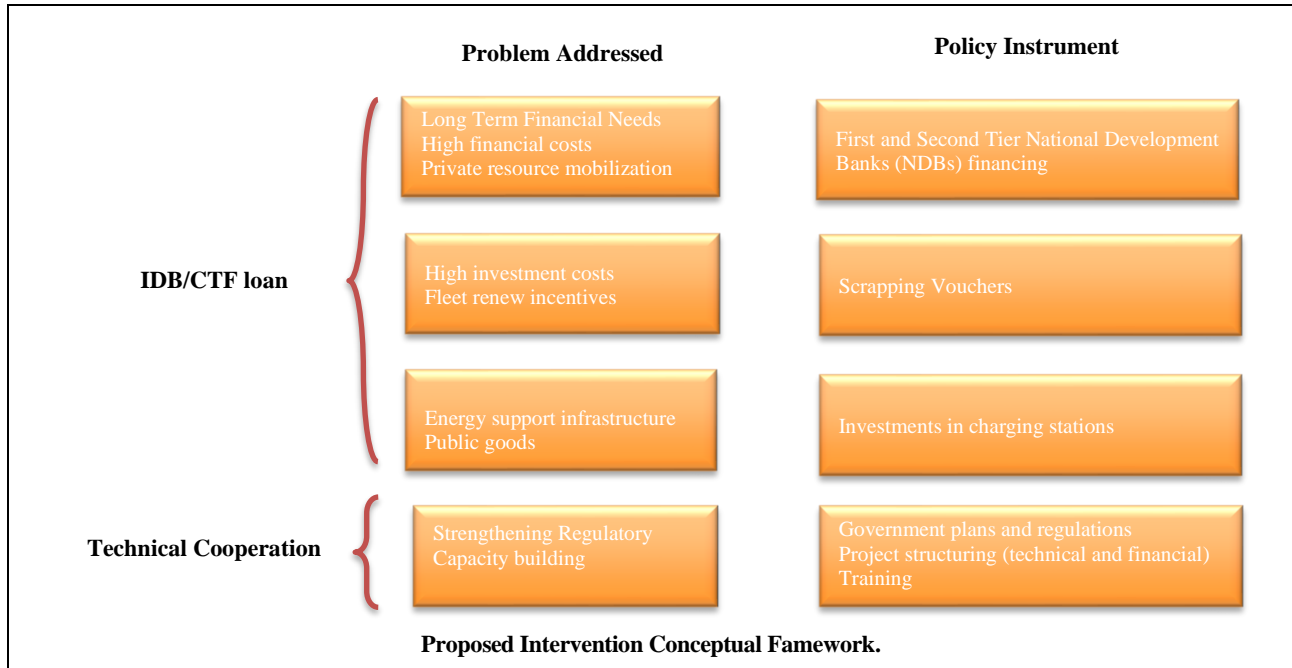 Problem Addressed
Policy Instrument
IDB/CTF loan
Long Term Financial Needs
High financial costs
Private resource mobilization
First and Second Tier National Development
Banks (NDBs) financing
High investment costs
Fleet renew incentives
Scrapping Vouchers
Energy support infrastructure
Public goods
Investments in charging stations
Technical Cooperation
Strengthening Regulatory
Capacity building
Government plans and regulations
Project structuring (technical and financial)
Training
Proposed Intervention Conceptual Famework.